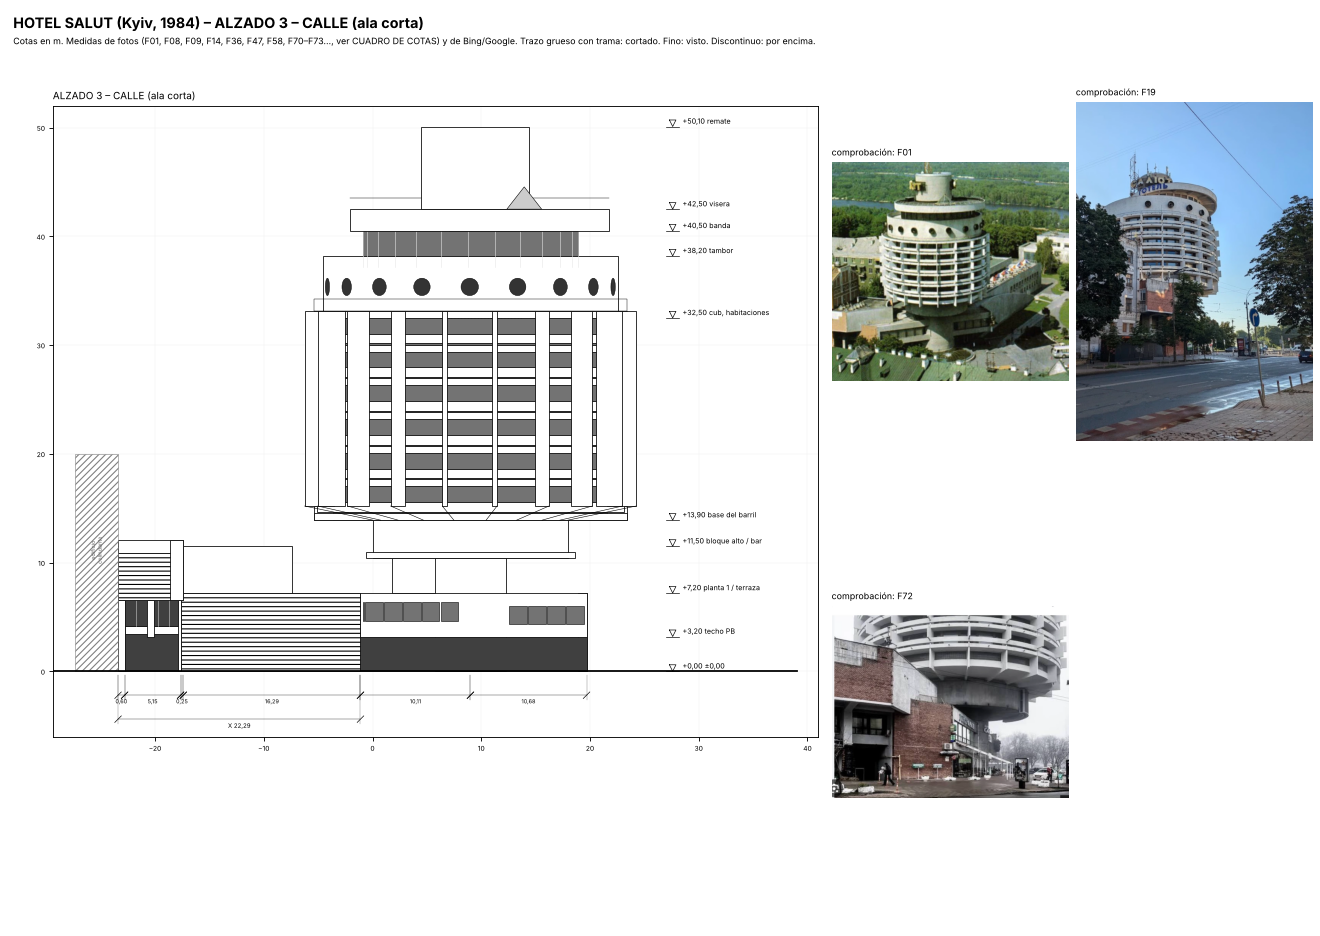 HOTEL SALUT (Kyiv, 1984) – ALZADO 3 – CALLE (ala corta)
Cotas en m. Medidas de fotos (F01, F08, F09, F14, F36, F47, F58, F70–F73..., ver CUADRO DE COTAS) y de Bing/Google. Trazo grueso con trama: cortado. Fino: visto. Discontinuo: por encima.
ALZADO 3 – CALLE (ala corta)
50
40
30
20
10
0
−20
−10
0
10
20
30
40
+50,10 remate
+42,50 visera
+40,50 banda
+38,20 tambor
+32,50 cub, habitaciones
+13,90 base del barril
+11,50 bloque alto / bar
+7,20 planta 1 / terraza
+3,20 techo PB
+0,00 ±0,00
0,60
5,15
0,25
16,29
10,11
10,68
X 22,29
comprobación: F01
comprobación: F19
САЛЮТ
ОТЕЛЬ
comprobación: F72